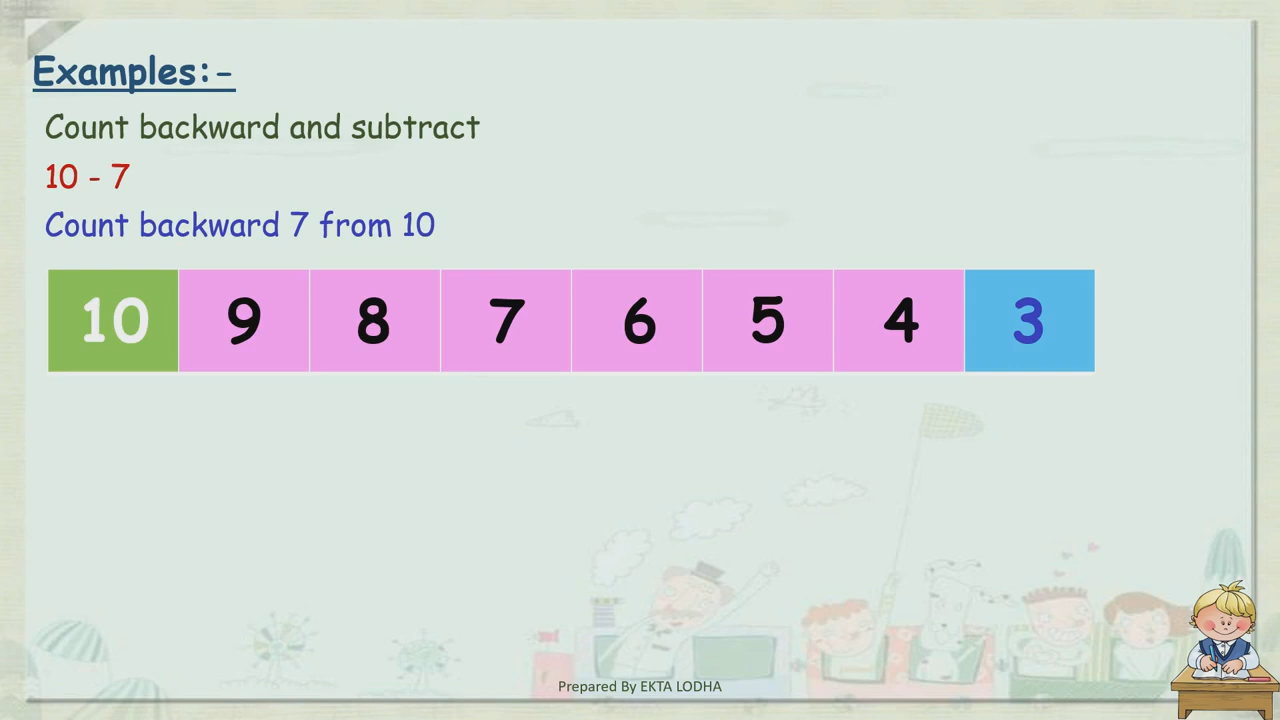 Examples:-
Count backward and subtract
10 - 7
Count backward 7 from 10
10 9 8 7 6 5 4 3
Prepared By EKTA LODHA